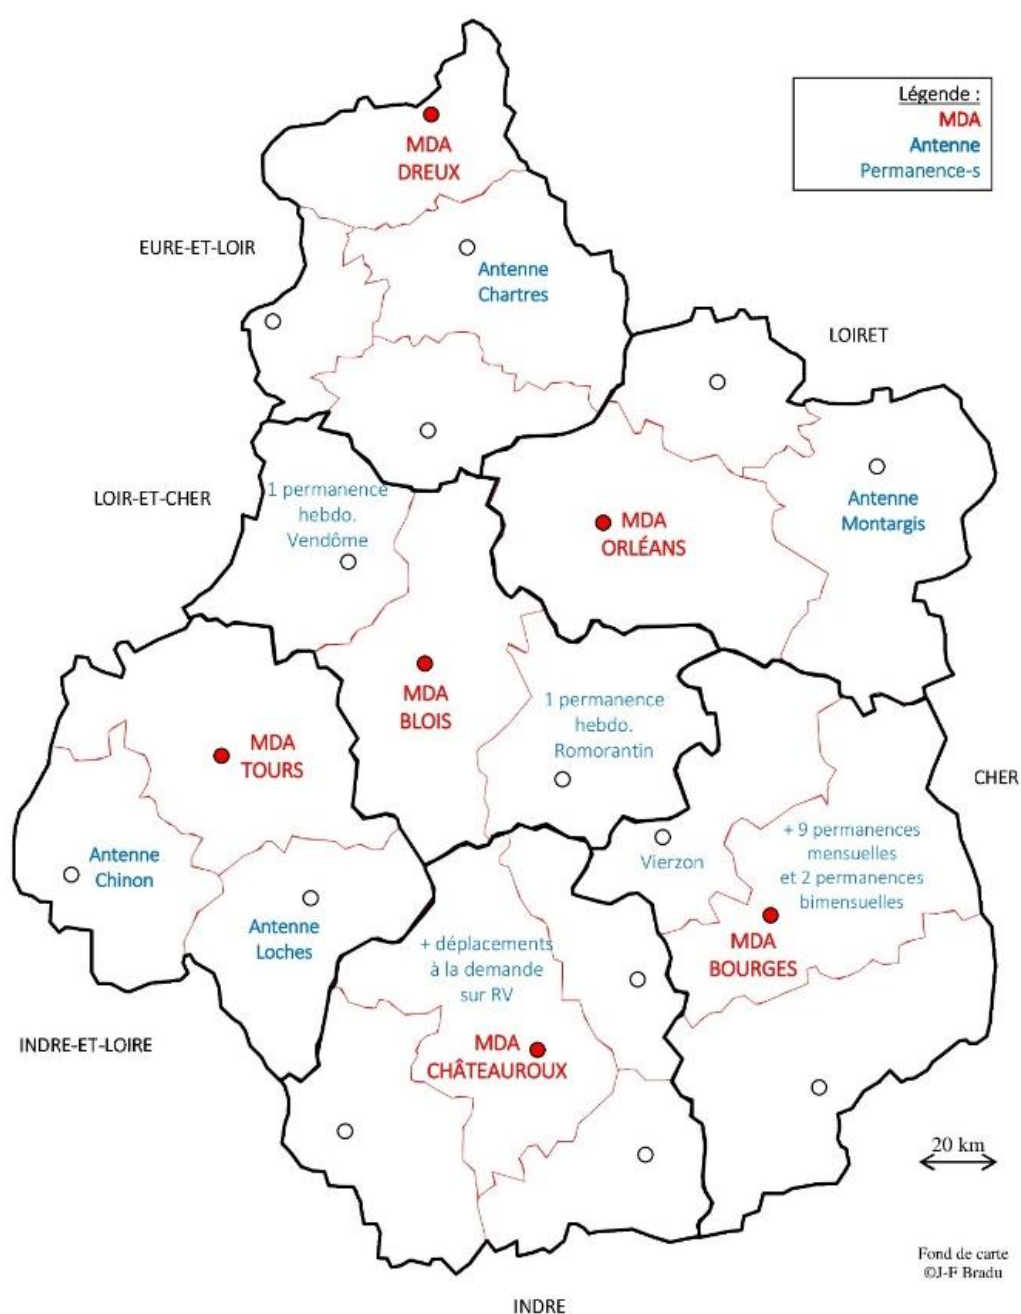 Légende :
MDA
Antenne
Permanence-s
MDA
DREUX
EURE-ET-LOIR
Antenne
Chartres
LOIRET
LOIR-ET-CHER
1 permanence
hebdo.
Vendôme
MDA
ORLÉANS
Antenne
Montargis
MDA
BLOIS
1 permanence
hebdo.
Romorantin
MDA
TOURS
CHER
Antenne
Chinon
Vierzon
+ 9 permanences
mensuelles
et 2 permanences
bimensuelles
Antenne
Loches
+ déplacements
à la demande
sur RV
MDA
BOURGES
INDRE-ET-LOIRE
MDA
CHÂTEAUROUX
20 km
Fond de carte
©J-F Bradu
INDRE